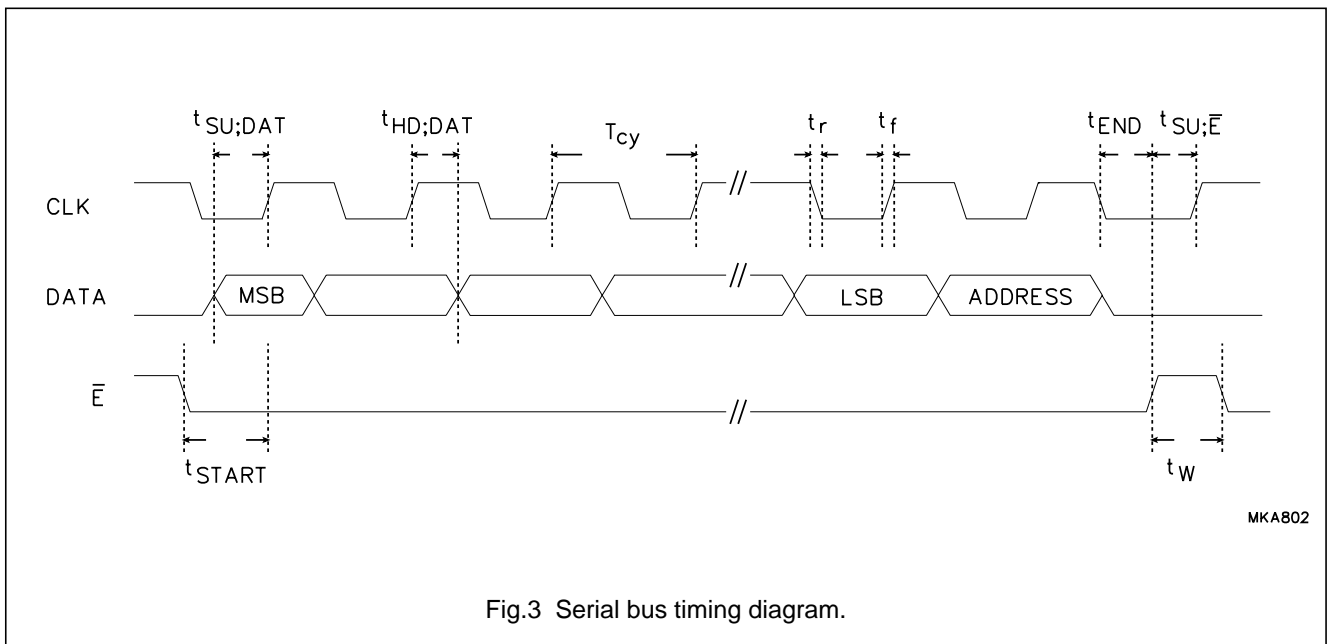 tSU;DAT tHD;DAT Tcy tr tf tEND tSU;E̅
CLK
DATA MSB LSB ADDRESS
E̅
tSTART tW
MKA802
Fig.3 Serial bus timing diagram.